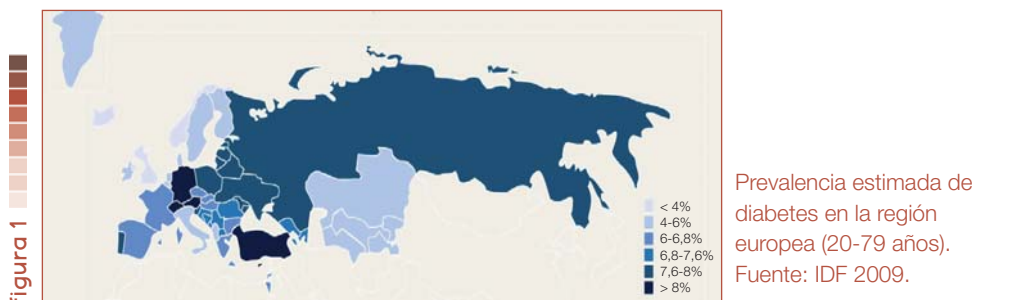 figura 1
< 4%
4-6%
6-6,8%
6,8-7,6%
7,6-8%
> 8%
Prevalencia estimada de
diabetes en la región
europea (20-79 años).
Fuente: IDF 2009.